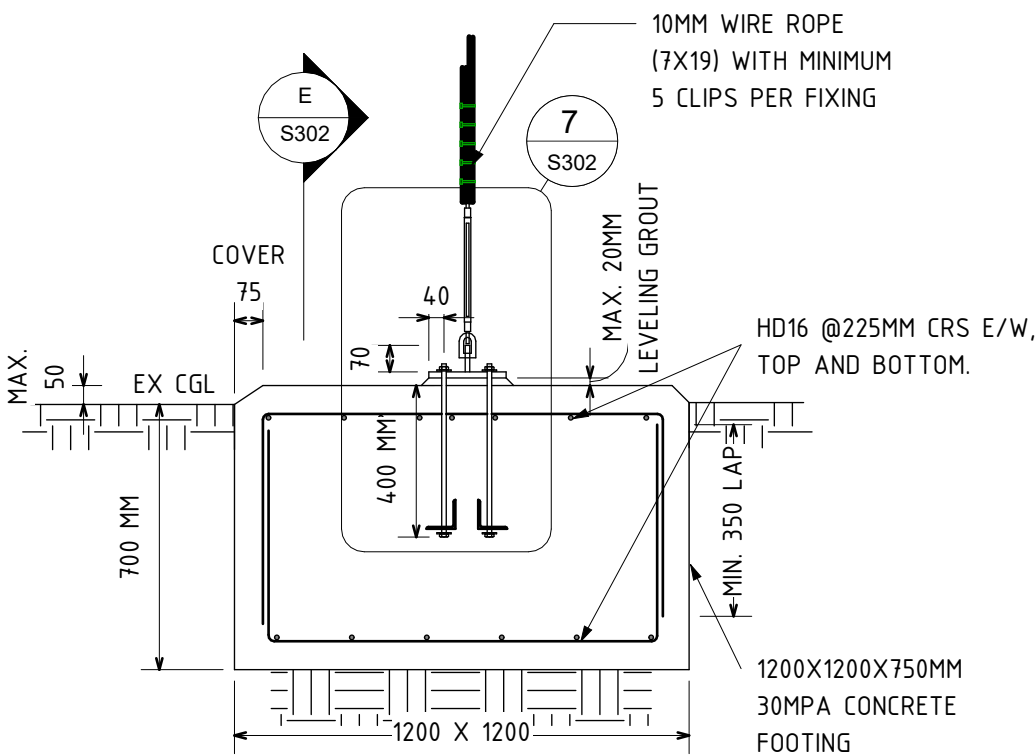 10MM WIRE ROPE
(7X19) WITH MINIMUM
5 CLIPS PER FIXING
E
S302
7
S302
COVER
75
40
MAX. 20MM
LEVELING GROUT
70
MAX.
50
EX CGL
HD16 @225MM CRS E/W,
TOP AND BOTTOM.
400 MM
700 MM
MIN. 350 LAP
1200X1200X750MM
30MPA CONCRETE
FOOTING
1200 X 1200